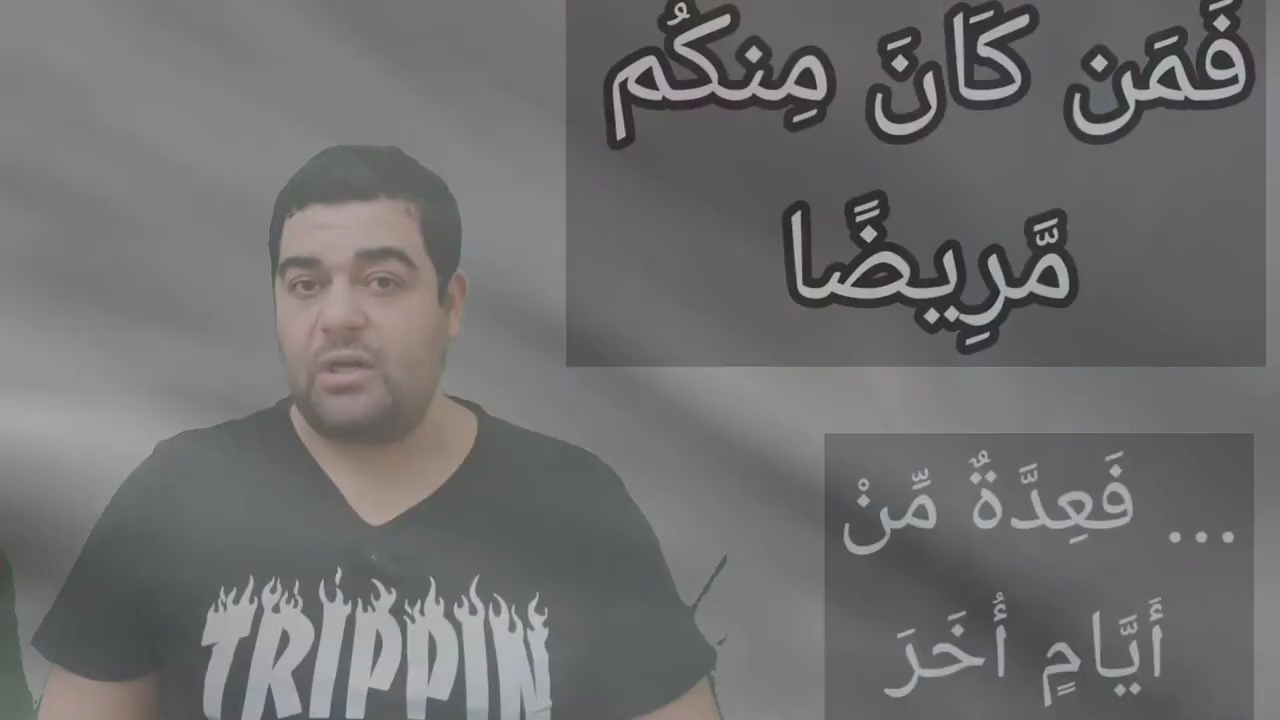 فَمَن كَانَ مِنكُم
مَّرِيضًا
... فَعِدَّةٌ مِّنْ
أَيَّامٍ أُخَرَ
TRIPPIN